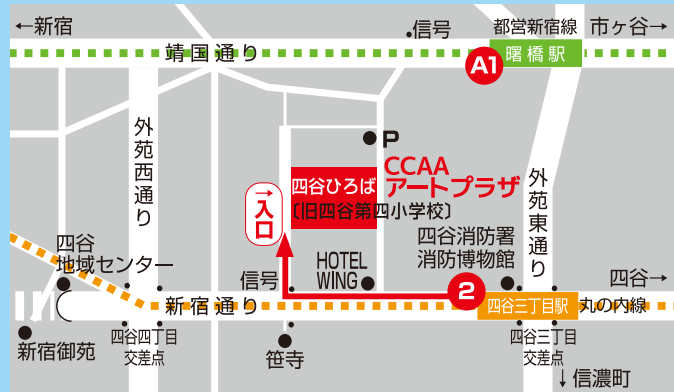 ←新宿
靖国通り
信号
都営新宿線
市ヶ谷→
曙橋駅
A1
外苑西通り
P
CCAA
アートプラザ
四谷ひろば
〔旧四谷第四小学校〕
→入口
外苑東通り
四谷
地域センター
HOTEL
WING
四谷消防署
消防博物館
四谷→
信号
新宿通り
2
四谷三丁目駅
丸の内線
新宿御苑
四谷四丁目
交差点
笹寺
四谷三丁目
交差点
↓信濃町